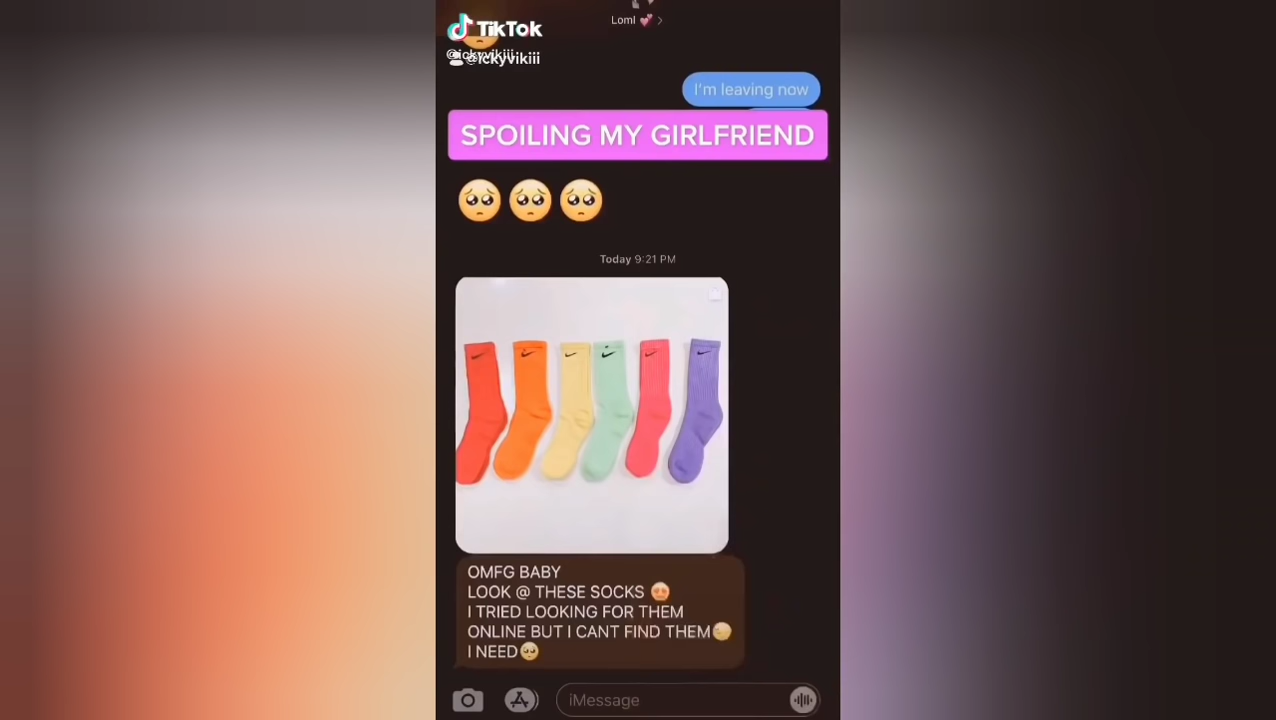 Loml 💕 >
TikTok
@ickyvikiii
@ickyvikiii
I'm leaving now
SPOILING MY GIRLFRIEND
🥺🥺🥺
Today 9:21 PM
OMFG BABY
LOOK @ THESE SOCKS 😍
I TRIED LOOKING FOR THEM
ONLINE BUT I CANT FIND THEM🥺
I NEED🥺
iMessage